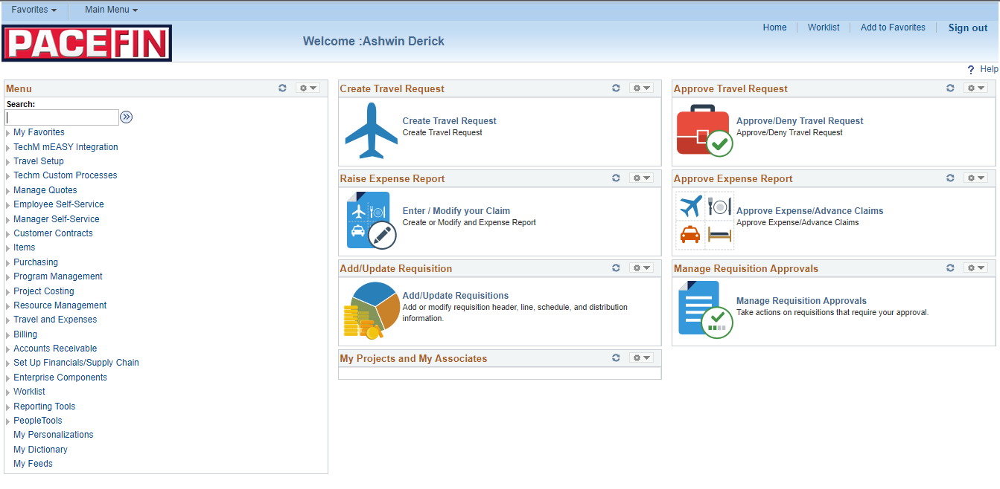 Favorites Main Menu
PACEFIN
Welcome :Ashwin Derick
Home Worklist Add to Favorites Sign out
? Help
Menu
Search:
My Favorites
TechM mEASY Integration
Travel Setup
Techm Custom Processes
Manage Quotes
Employee Self-Service
Manager Self-Service
Customer Contracts
Items
Purchasing
Program Management
Project Costing
Resource Management
Travel and Expenses
Billing
Accounts Receivable
Set Up Financials/Supply Chain
Enterprise Components
Worklist
Reporting Tools
PeopleTools
My Personalizations
My Dictionary
My Feeds
Create Travel Request
Create Travel Request
Create Travel Request
Raise Expense Report
Enter / Modify your Claim
Create or Modify and Expense Report
Add/Update Requisition
Add/Update Requisitions
Add or modify requisition header, line, schedule, and distribution
information.
My Projects and My Associates
Approve Travel Request
Approve/Deny Travel Request
Approve/Deny Travel Request
Approve Expense Report
Approve Expense/Advance Claims
Approve Expense/Advance Claims
Manage Requisition Approvals
Manage Requisition Approvals
Take actions on requisitions that require your approval.